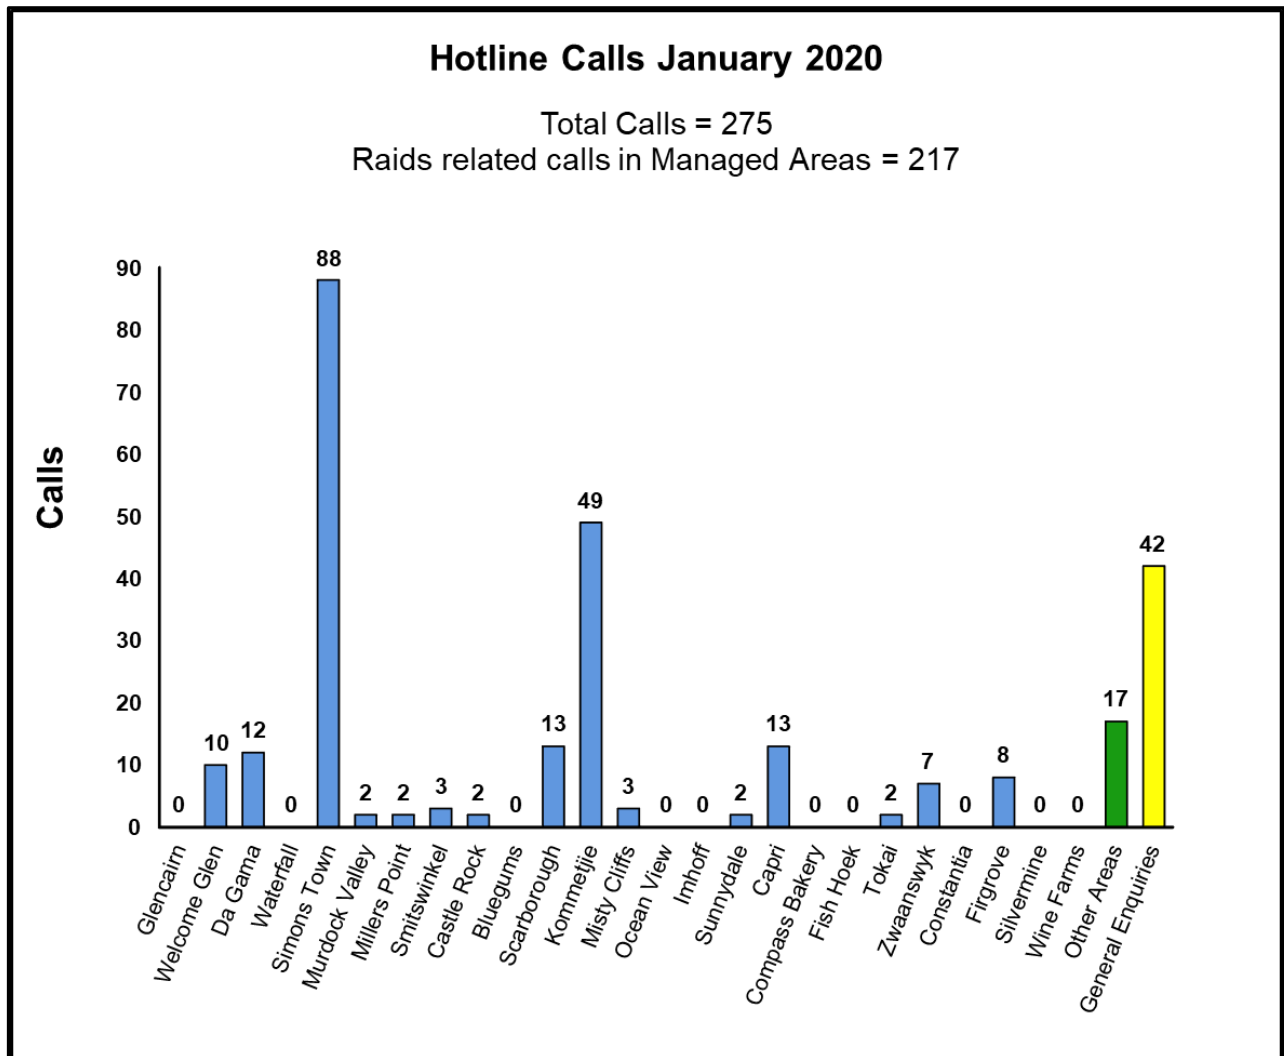 Hotline Calls January 2020
Total Calls = 275
Raids related calls in Managed Areas = 217
Calls
90
80
70
60
50
40
30
20
10
0
0
10
12
0
88
2
2
3
2
0
13
49
3
0
0
2
13
0
0
2
7
0
8
0
0
17
42
Glencairn
Welcome Glen
Da Gama
Waterfall
Simons Town
Murdock Valley
Millers Point
Smitswinkel
Castle Rock
Bluegums
Scarborough
Kommetjie
Misty Cliffs
Ocean View
Imhoff
Sunnydale
Capri
Compass Bakery
Fish Hoek
Tokai
Zwaanswyk
Constantia
Firgrove
Silvermine
Wine Farms
Other Areas
General Enquiries